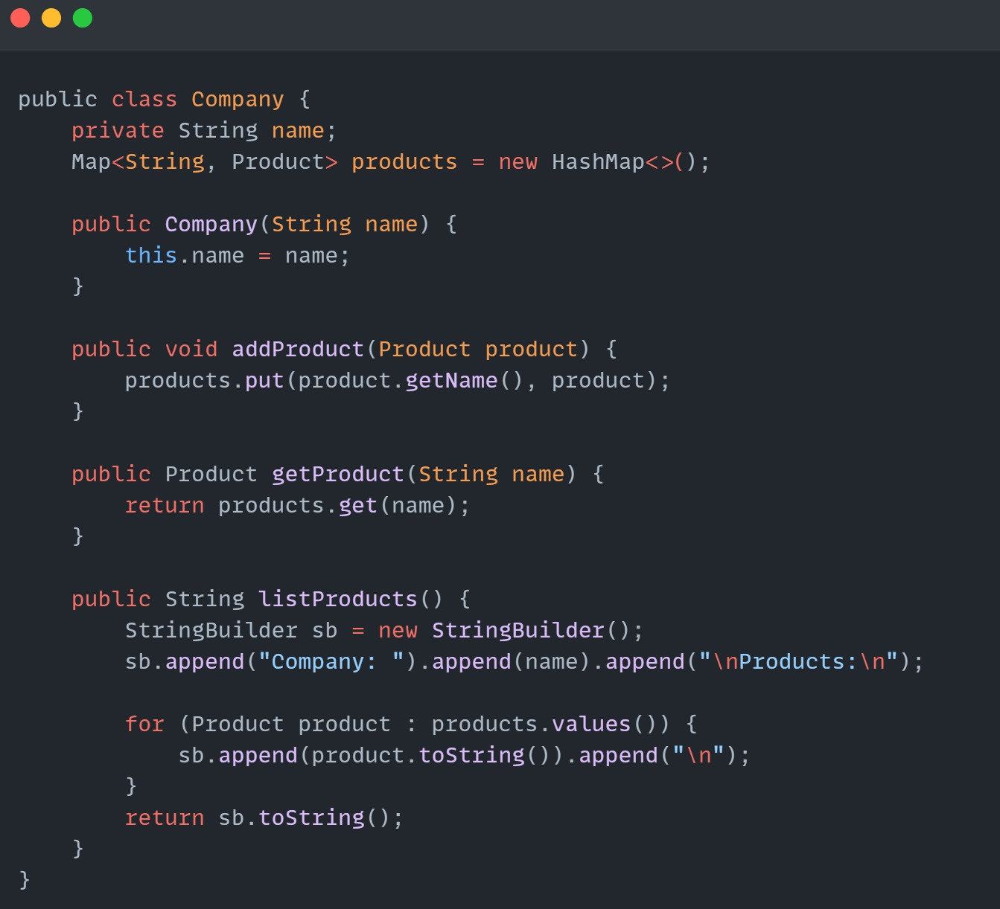 public class Company {
    private String name;
    Map<String, Product> products = new HashMap<>();

    public Company(String name) {
        this.name = name;
    }

    public void addProduct(Product product) {
        products.put(product.getName(), product);
    }

    public Product getProduct(String name) {
        return products.get(name);
    }

    public String listProducts() {
        StringBuilder sb = new StringBuilder();
        sb.append("Company: ").append(name).append("\nProducts:\n");

        for (Product product : products.values()) {
            sb.append(product.toString()).append("\n");
        }
        return sb.toString();
    }
}